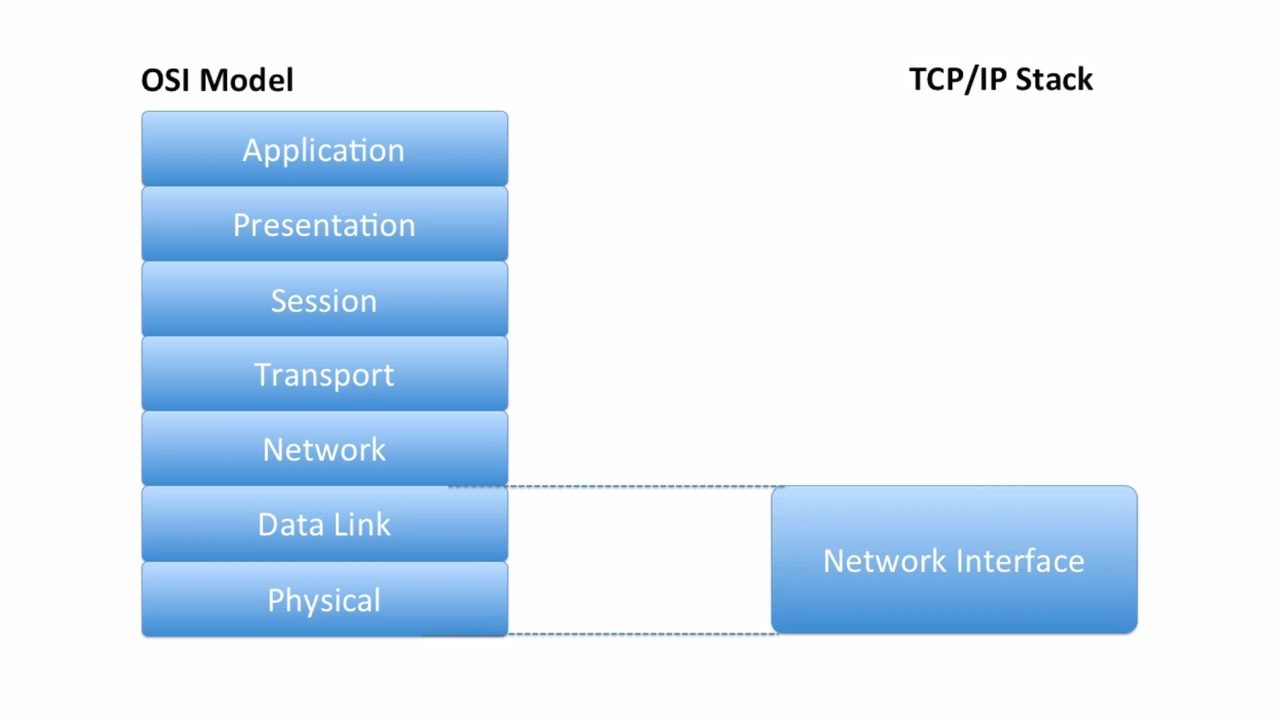 OSI Model
TCP/IP Stack
Application
Presentation
Session
Transport
Network
Data Link
Physical
Network Interface